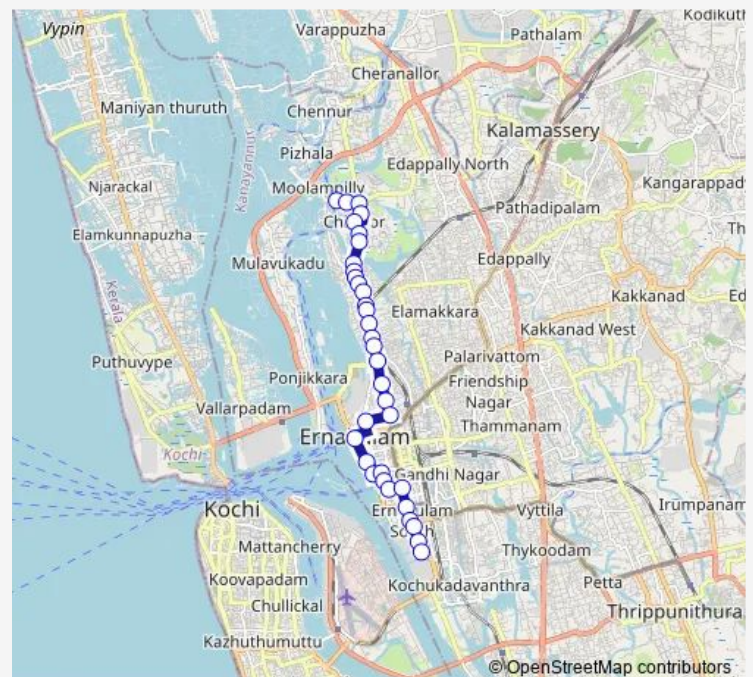 Vypin
Varappuzha
Kodikuth
Pathalam
Cheranallor
Maniyan thuruth
Chennur
Kalamassery
Pizhala
Kanayannur
Edappally North
Njarackal
Moolampilly
Kangarappad
Pathadipalam
Elamkunnapuzha
Mulavukadu
Edappally
Kerala
Elamakkara
Kakkanad
Kakkanad West
Puthuvype
Palarivattom
Ponjikkara
Friendship
Nagar
Vallarpadam
Thammanam
Kochi
Gandhi Nagar
Kochi
Vyttila
Irumpanam
Mattancherry
Thykoodam
Koovapadam
Kochukadavanthra
Petta
Chullickal
Thrippunithura
Kazhuthumuttu
©OpenStreetMap contributors